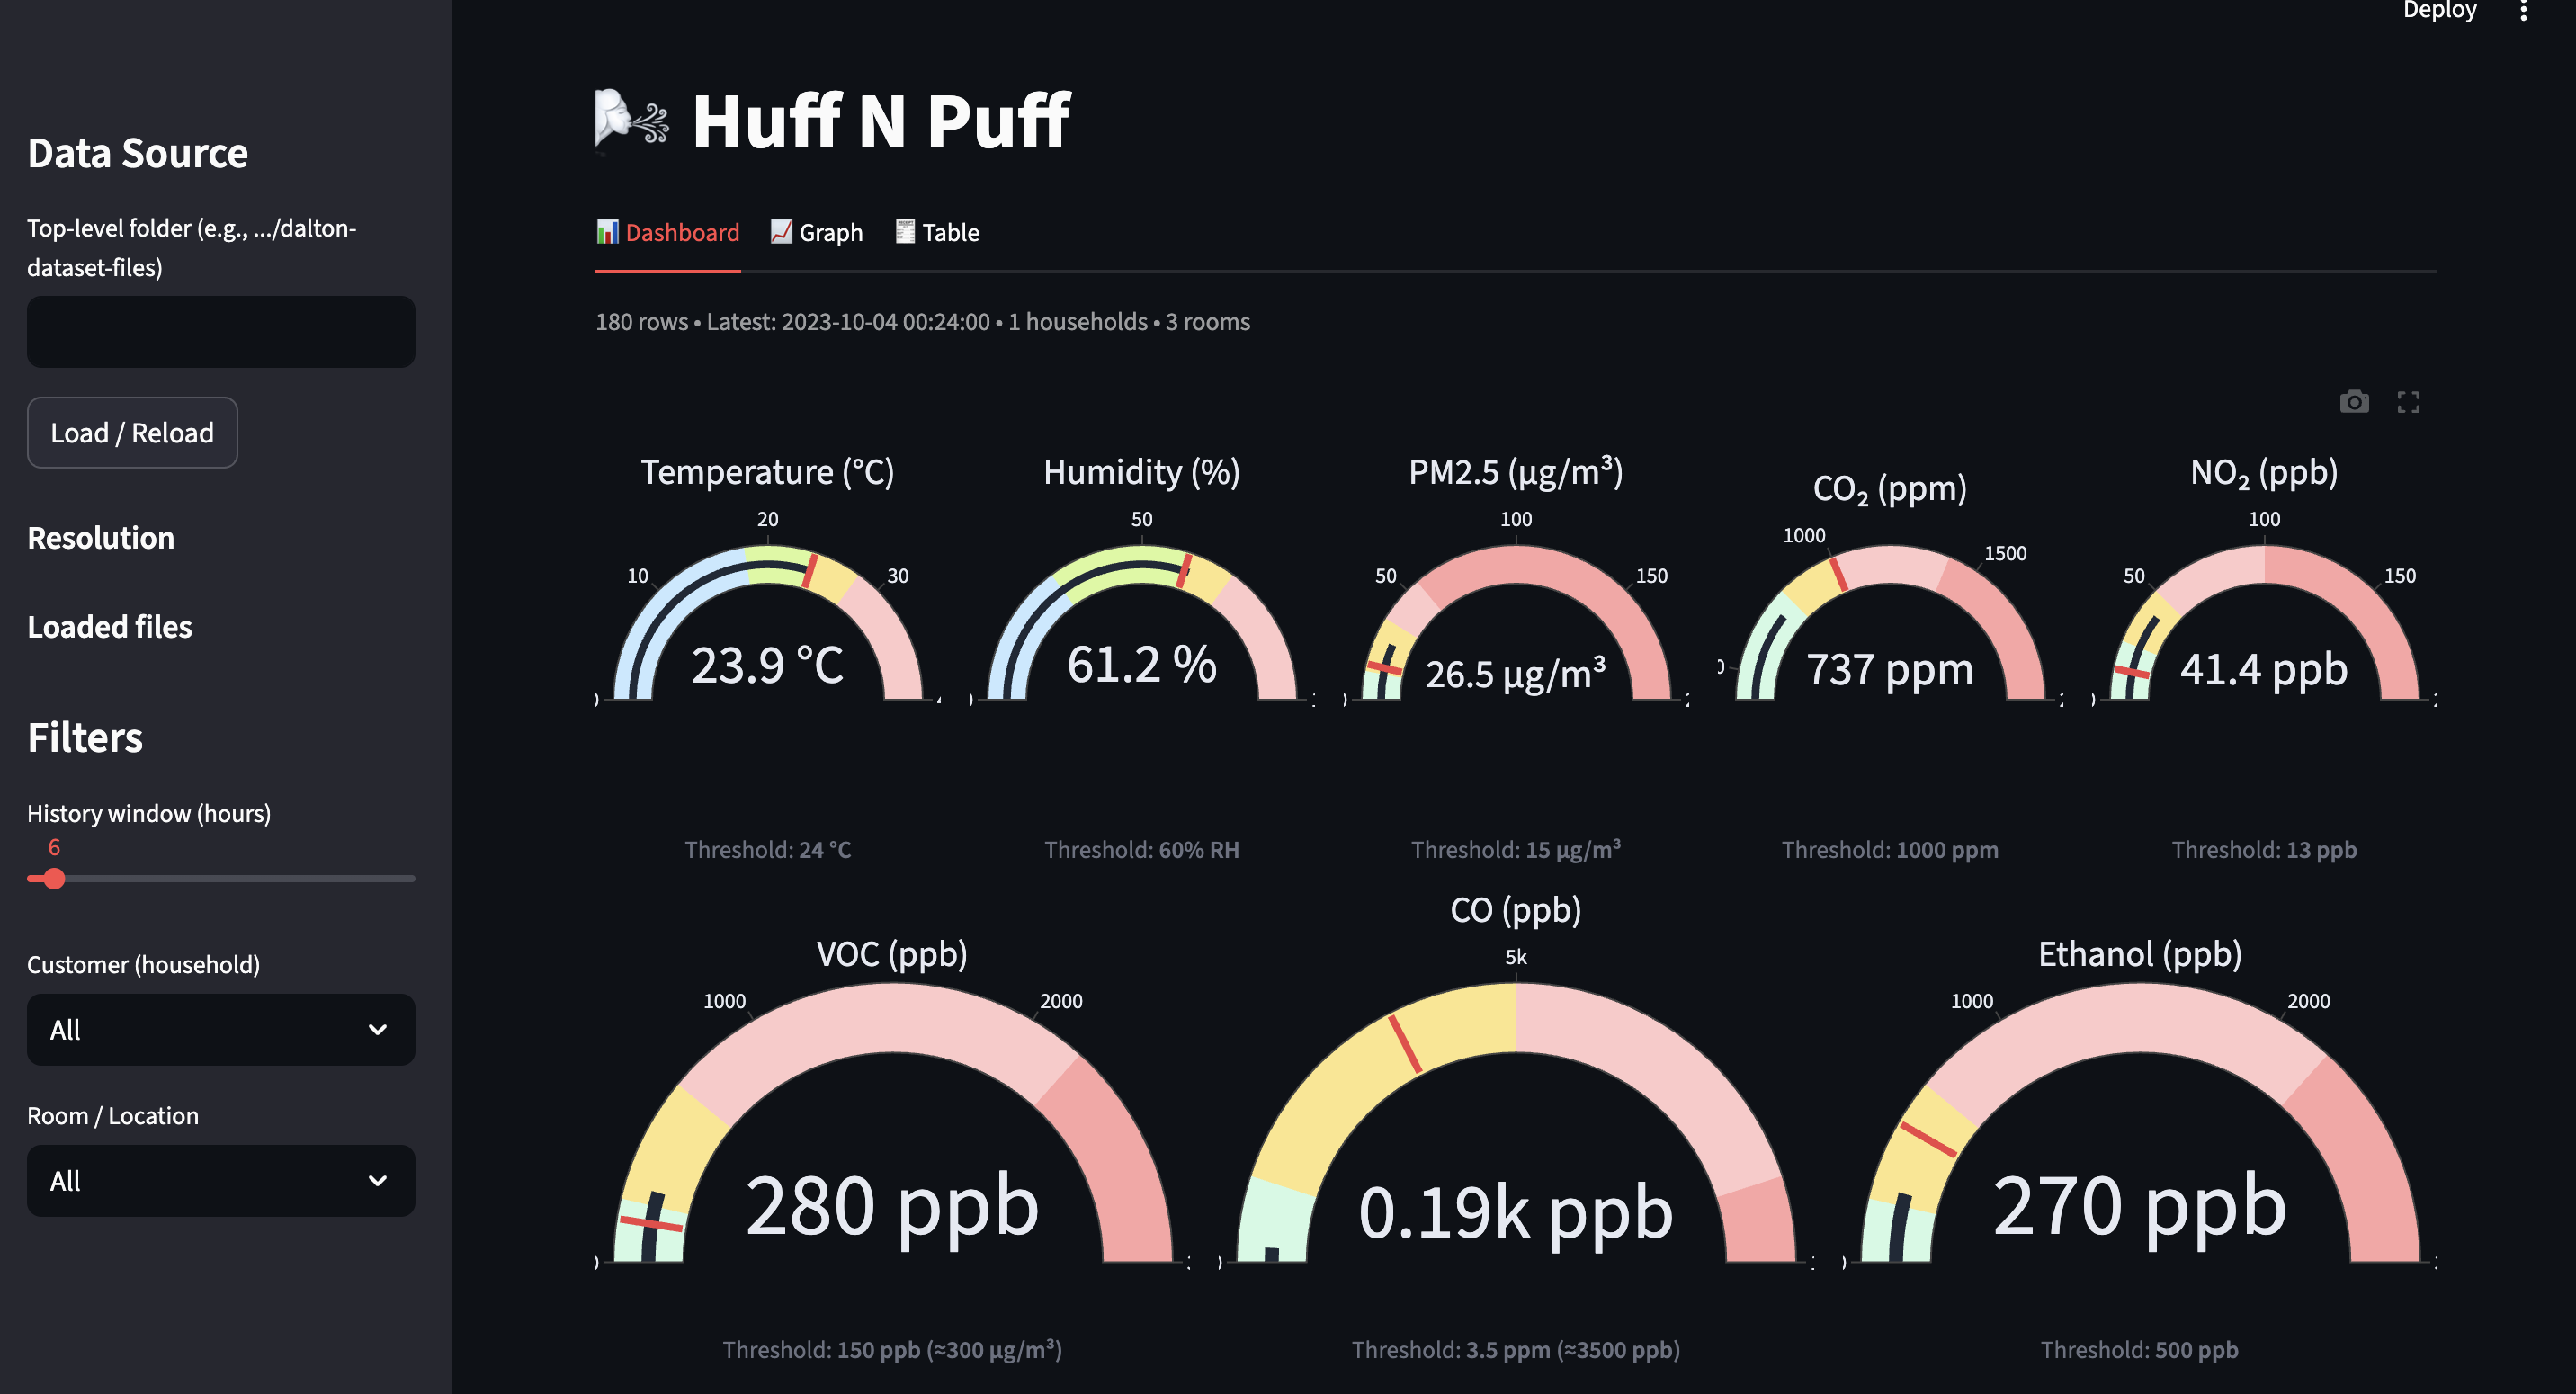 Deploy
Data Source
Top-level folder (e.g., .../dalton-
dataset-files)
Load / Reload
Resolution
Loaded files
Filters
History window (hours)
6
Customer (household)
All
Room / Location
All
Huff N Puff
Dashboard Graph Table
180 rows • Latest: 2023-10-04 00:24:00 • 1 households • 3 rooms
Temperature (°C)
10 20 30
23.9 °C
Threshold: 24 °C
Humidity (%)
50
61.2 %
Threshold: 60% RH
PM2.5 (µg/m³)
50 100 150
26.5 µg/m³
Threshold: 15 µg/m³
CO₂ (ppm)
1000 1500
737 ppm
Threshold: 1000 ppm
NO₂ (ppb)
50 100 150
41.4 ppb
Threshold: 13 ppb
VOC (ppb)
1000 2000
280 ppb
Threshold: 150 ppb (≈300 µg/m³)
CO (ppb)
5k
0.19k ppb
Threshold: 3.5 ppm (≈3500 ppb)
Ethanol (ppb)
1000 2000
270 ppb
Threshold: 500 ppb